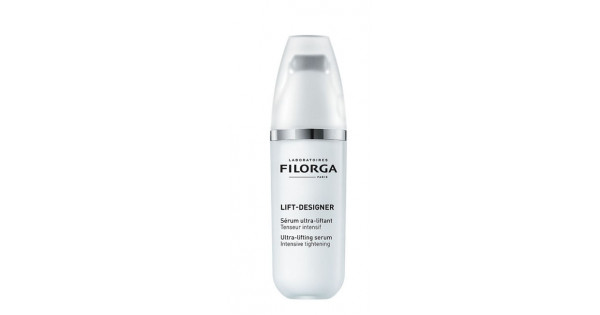 LABORATOIRES
FILORGA
PARIS
LIFT-DESIGNER
Sérum ultra-liftant
Tenseur intensif
Ultra-lifting serum
Intensive tightening